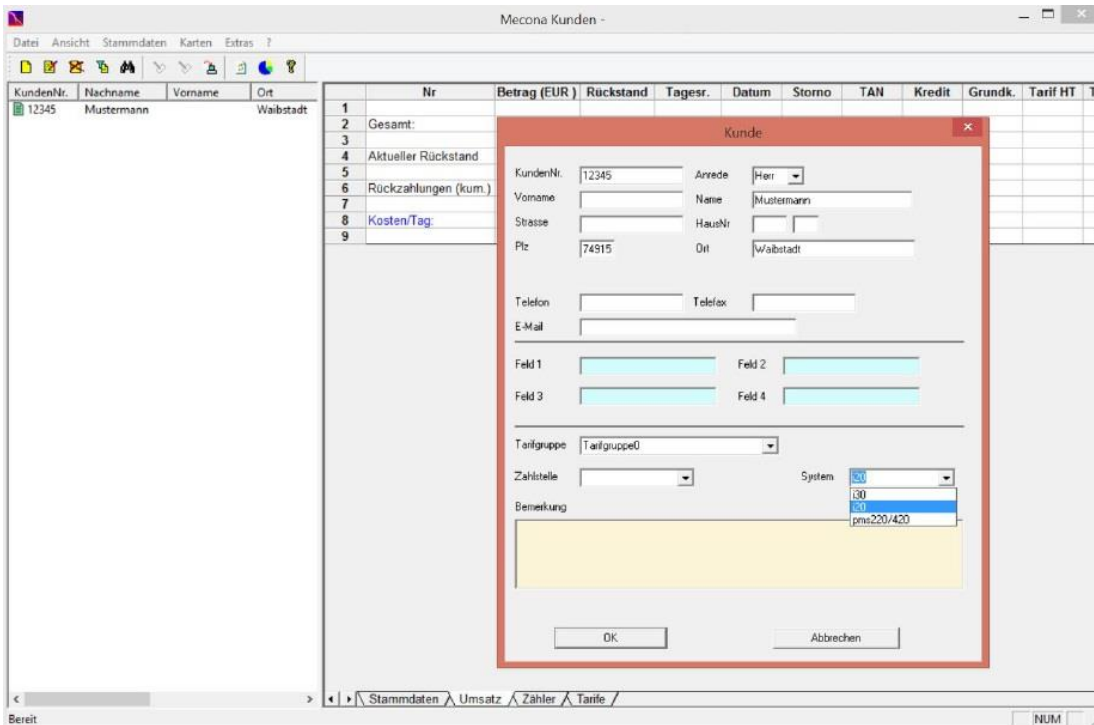 Mecona Kunden -
Datei Ansicht Stammdaten Karten Extras ?
KundenNr. Nachname Vorname Ort
12345 Mustermann Waibstadt
Nr Betrag (EUR ) Rückstand Tagesr. Datum Storno TAN Kredit Grundk. Tarif HT T
1
2 Gesamt:
3
4 Aktueller Rückstand
5
6 Rückzahlungen (kum.)
7
8 Kosten/Tag:
9
Kunde
KundenNr. 12345 Anrede Herr
Vorname Name Mustermann
Strasse HausNr
Plz 74915 Ort Waibstadt
Telefon Telefax
E-Mail
Feld 1 Feld 2
Feld 3 Feld 4
Tarifgruppe Tarifgruppe0
Zahlstelle System i20
i30
i20
pms220/420
Bemerkung
OK Abbrechen
Stammdaten Umsatz Zähler Tarife
Bereit NUM